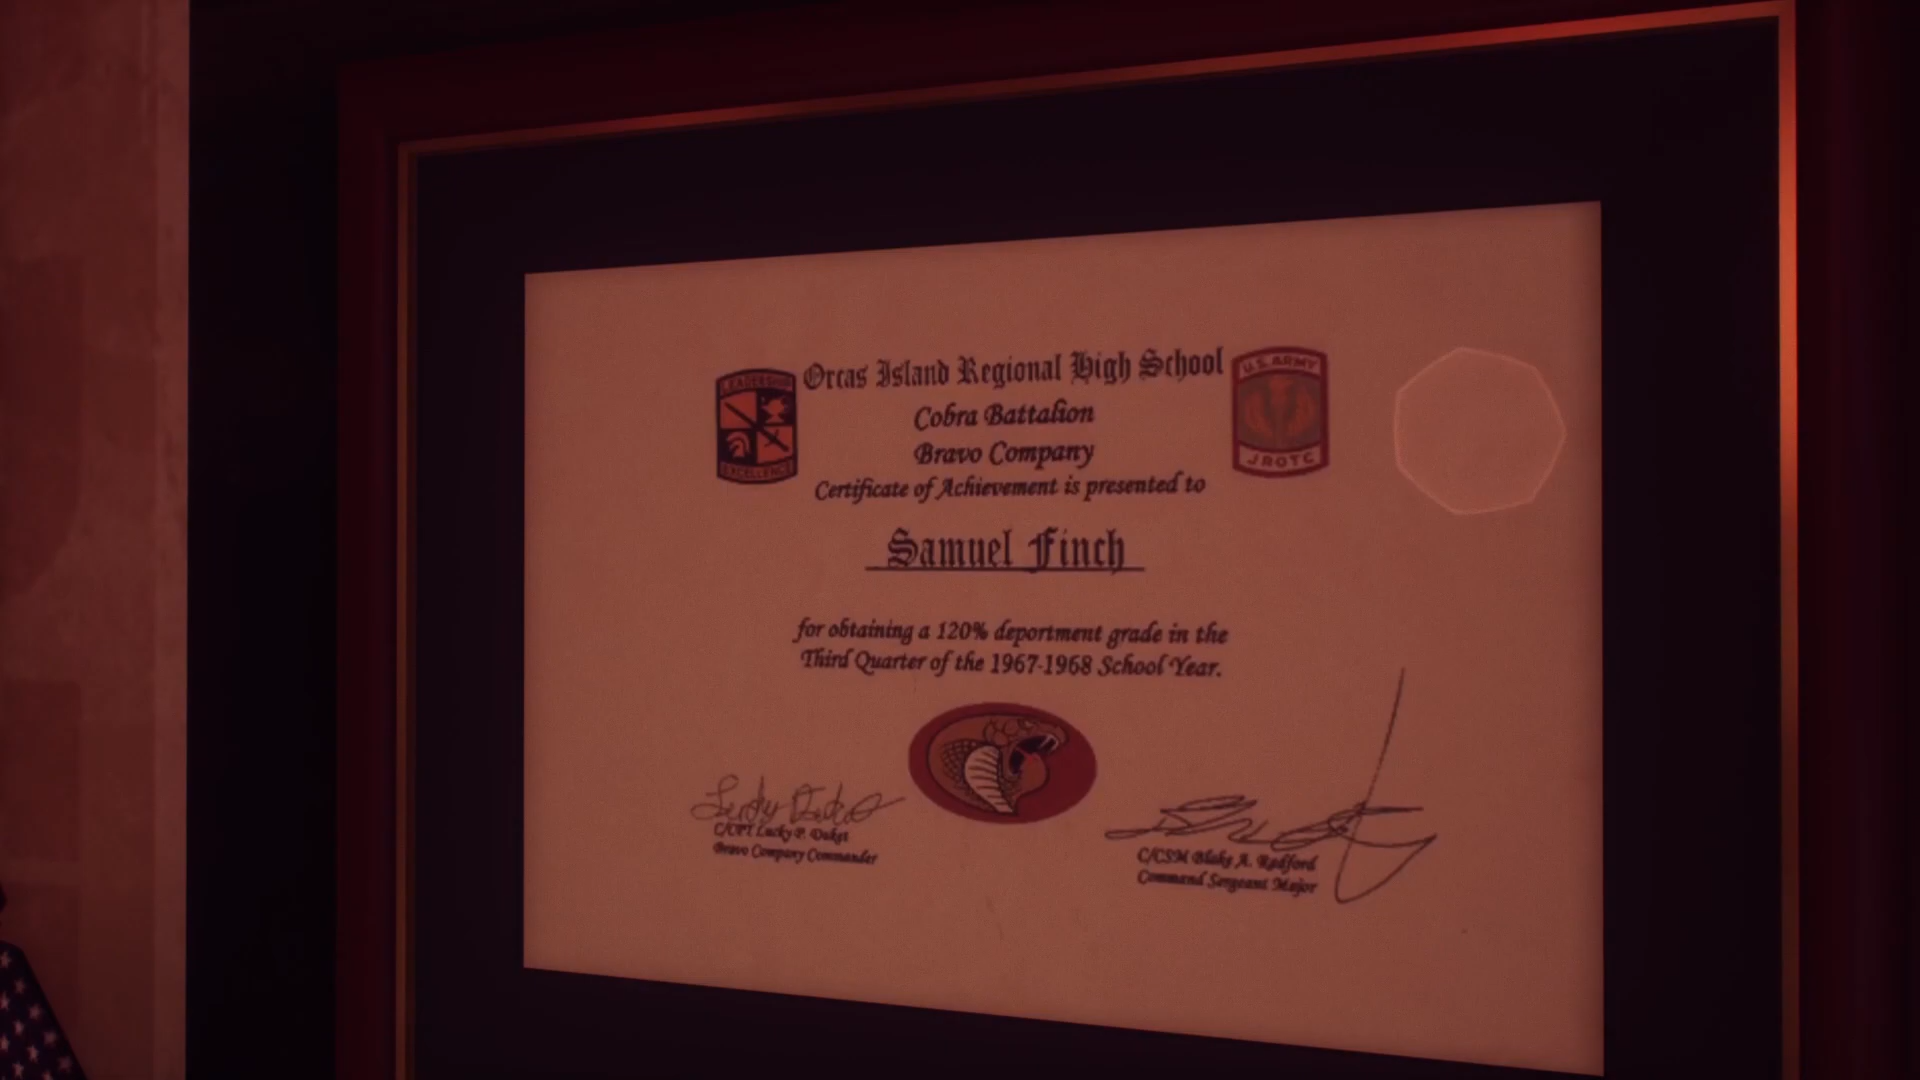 Orcas Island Regional High School
LEADERSHIP
EXCELLENCE
U.S. ARMY
JROTC
Cobra Battalion
Bravo Company
Certificate of Achievement is presented to
Samuel Finch
for obtaining a 120% deportment grade in the
Third Quarter of the 1967-1968 School Year.
C/CPT Lucky P. Duket
Bravo Company Commander
C/CSM Blake A. Radford
Command Sergeant Major